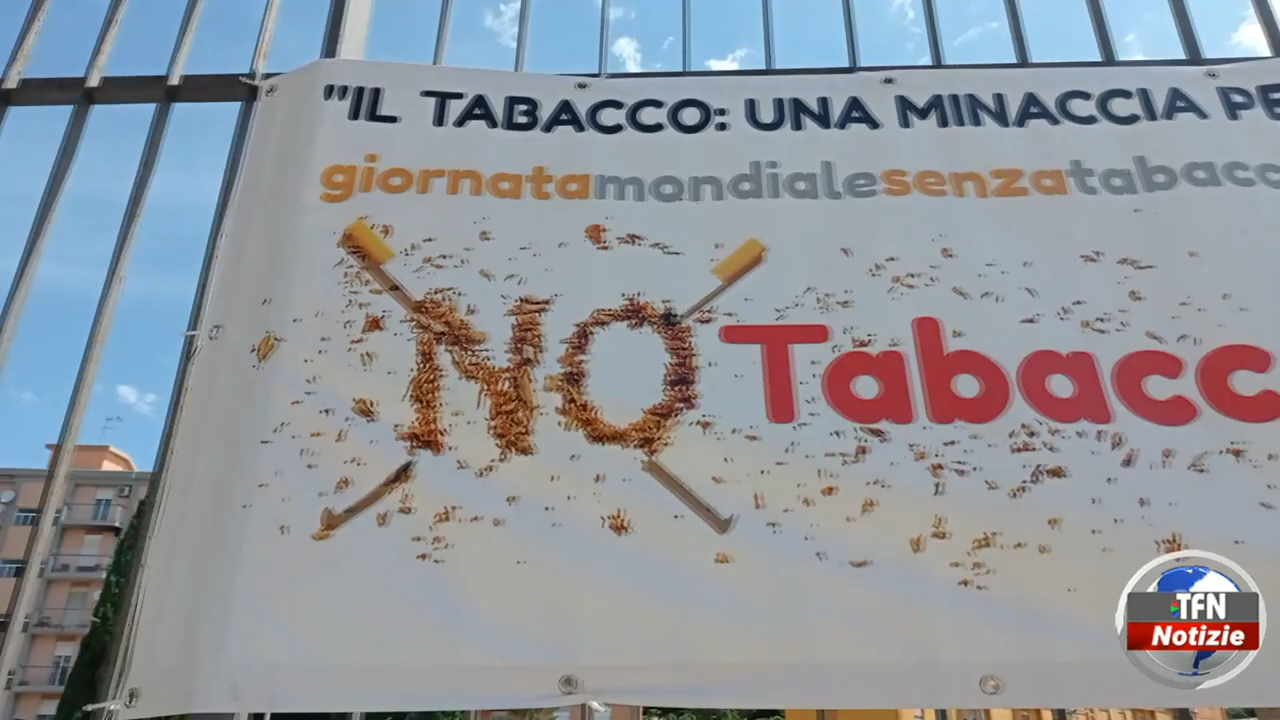 "IL TABACCO: UNA MINACCIA PE
giornatamondialesenzatabacc
NO Tabacc
TFN
Notizie